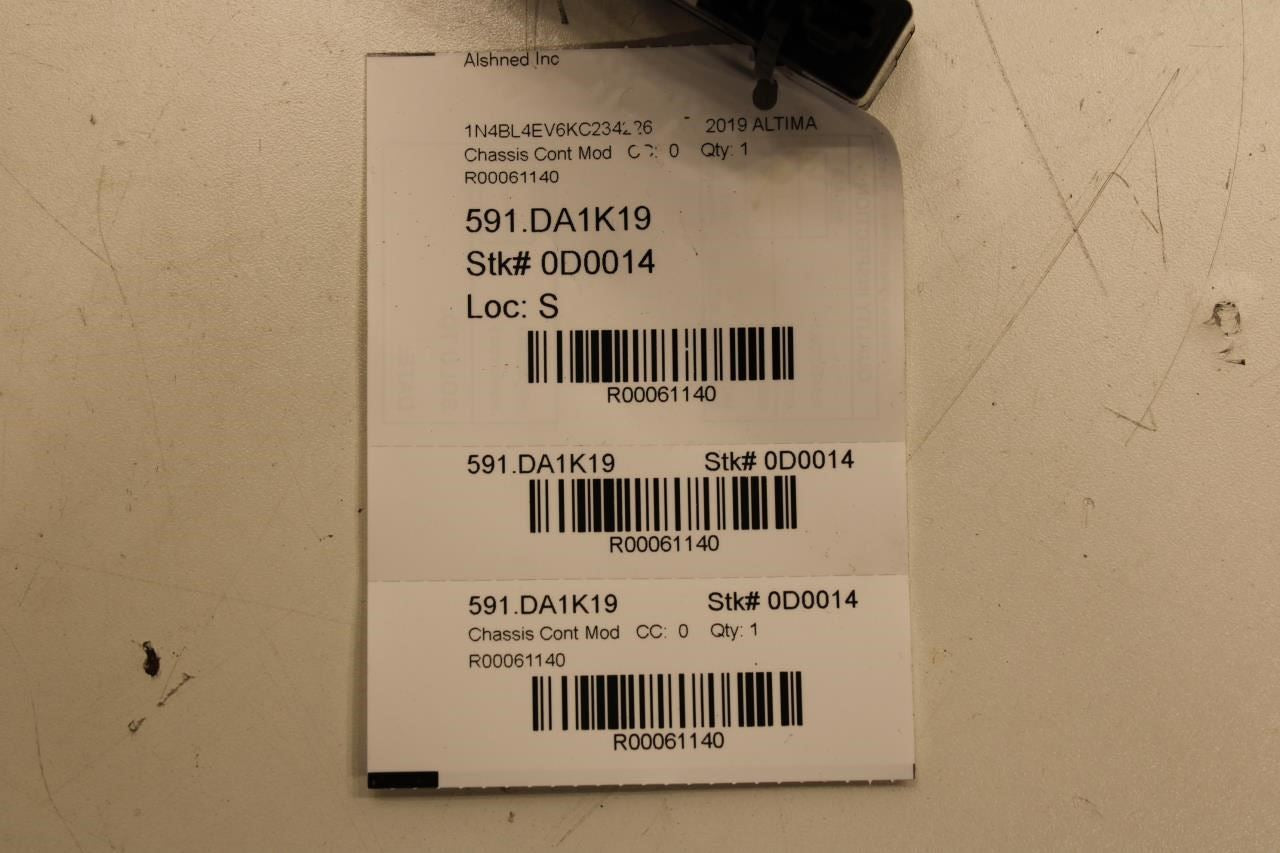 Alshned Inc
2019 ALTIMA
Chassis Cont Mod 0 Qty: 1
R00061140
591.DA1K19
Stk# 0D0014
Loc: S
R00061140
591.DA1K19 Stk# 0D0014
R00061140
591.DA1K19 Stk# 0D0014
Chassis Cont Mod CC: 0 Qty: 1
R00061140
R00061140